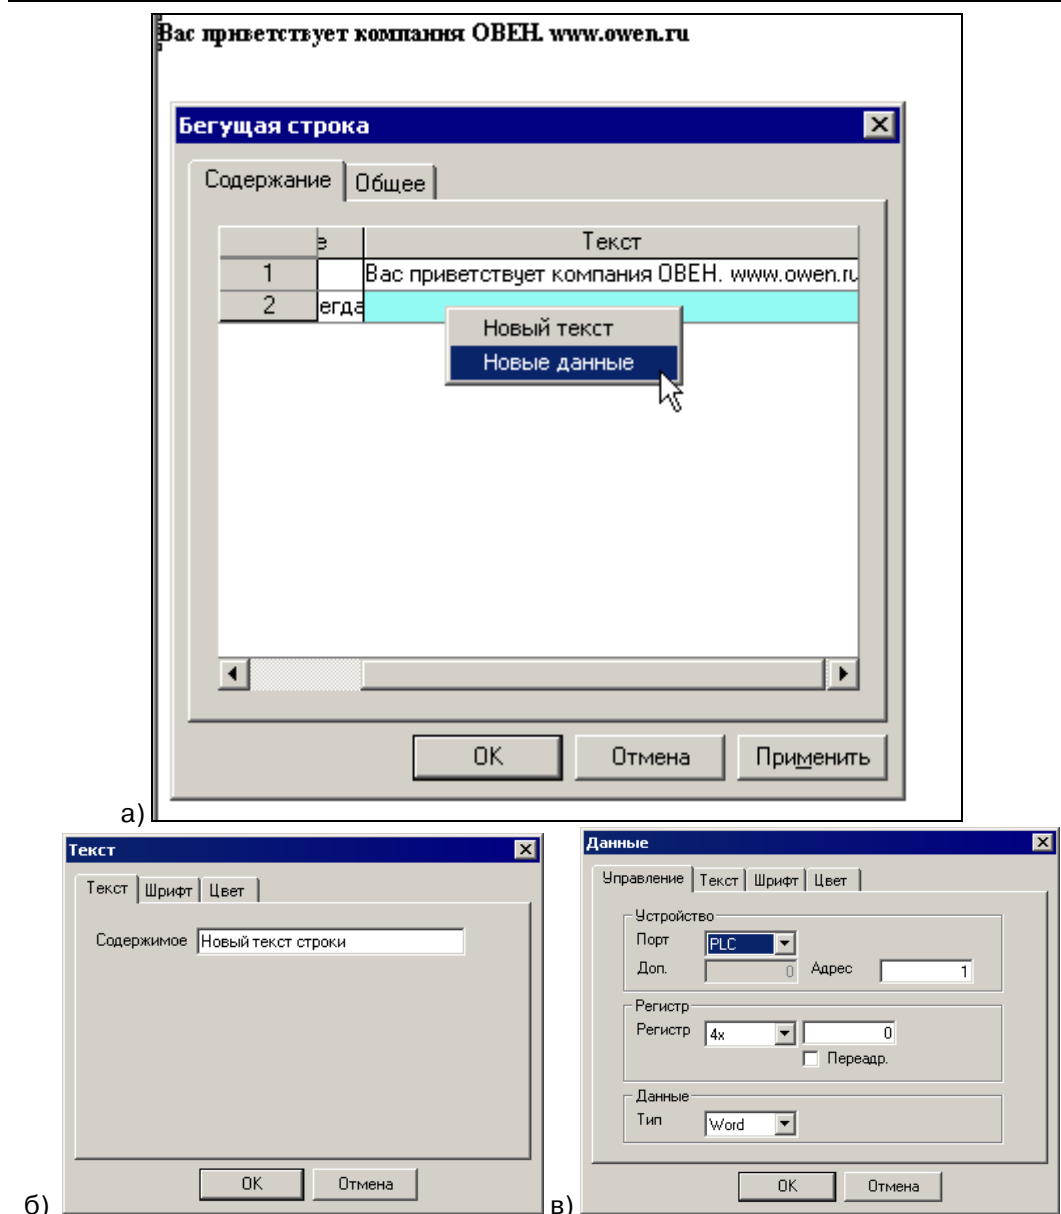 Вас приветствует компания ОВЕН. www.owen.ru
Бегущая строка
Содержание Общее
е Текст
1 Вас приветствует компания ОВЕН. www.owen.ru
2 егда
Новый текст
Новые данные
OK Отмена Применить
а)
Текст
Текст Шрифт Цвет
Содержимое Новый текст строки
OK Отмена
б)
Данные
Управление Текст Шрифт Цвет
Устройство
Порт PLC
Доп. 0 Адрес 1
Регистр
Регистр 4x 0
Переадр.
Данные
Тип Word
OK Отмена
в)